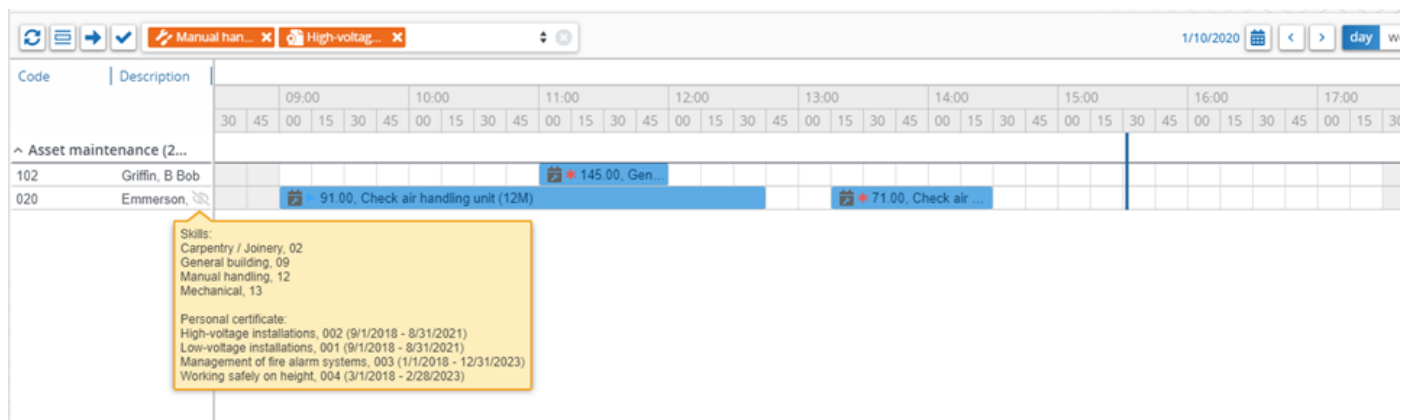 Manual han... × High-voltag... × 1/10/2020 day
Code Description
09:00 10:00 11:00 12:00 13:00 14:00 15:00 16:00 17:00
30 45 00 15 30 45 00 15 30 45 00 15 30 45 00 15 30 45 00 15 30 45 00 15 30 45 00 15 30 45 00 15 30 45 00 15 30
Asset maintenance (2...
102 Griffin, B Bob 145.00, Gen...
020 Emmerson, 91.00, Check air handling unit (12M) 71.00, Check air ...
Skills:
Carpentry / Joinery, 02
General building, 09
Manual handling, 12
Mechanical, 13
Personal certificate:
High-voltage installations, 002 (9/1/2018 - 8/31/2021)
Low-voltage installations, 001 (9/1/2018 - 8/31/2021)
Management of fire alarm systems, 003 (1/1/2018 - 12/31/2023)
Working safely on height, 004 (3/1/2018 - 2/28/2023)